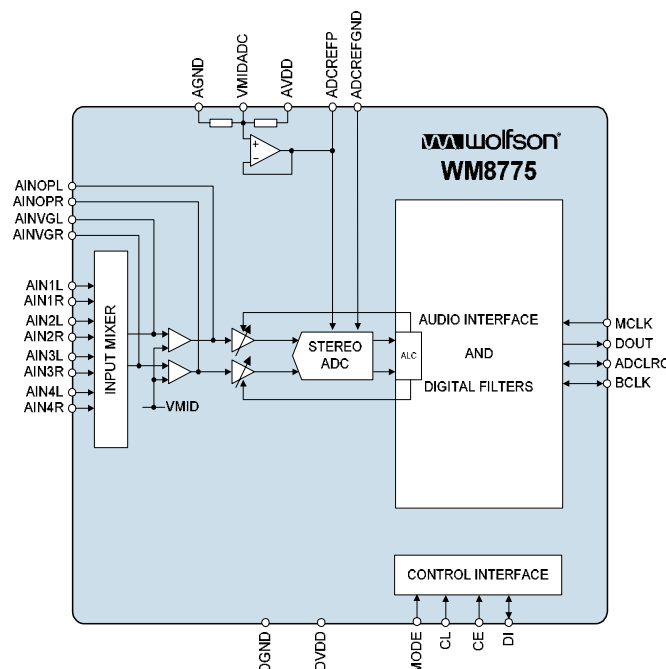 AGND
VMIDADC
AVDD
ADCREFP
ADCREFGND
wolfson
WM8775
AINOPL
AINOPR
AINVGL
AINVGR
AIN1L
AIN1R
AIN2L
AIN2R
AIN3L
AIN3R
AIN4L
AIN4R
INPUT MIXER
VMID
+
−
STEREO
ADC
ALC
AUDIO INTERFACE
AND
DIGITAL FILTERS
MCLK
DOUT
ADCLRC
BCLK
CONTROL INTERFACE
DGND
DVDD
MODE
CL
CE
DI